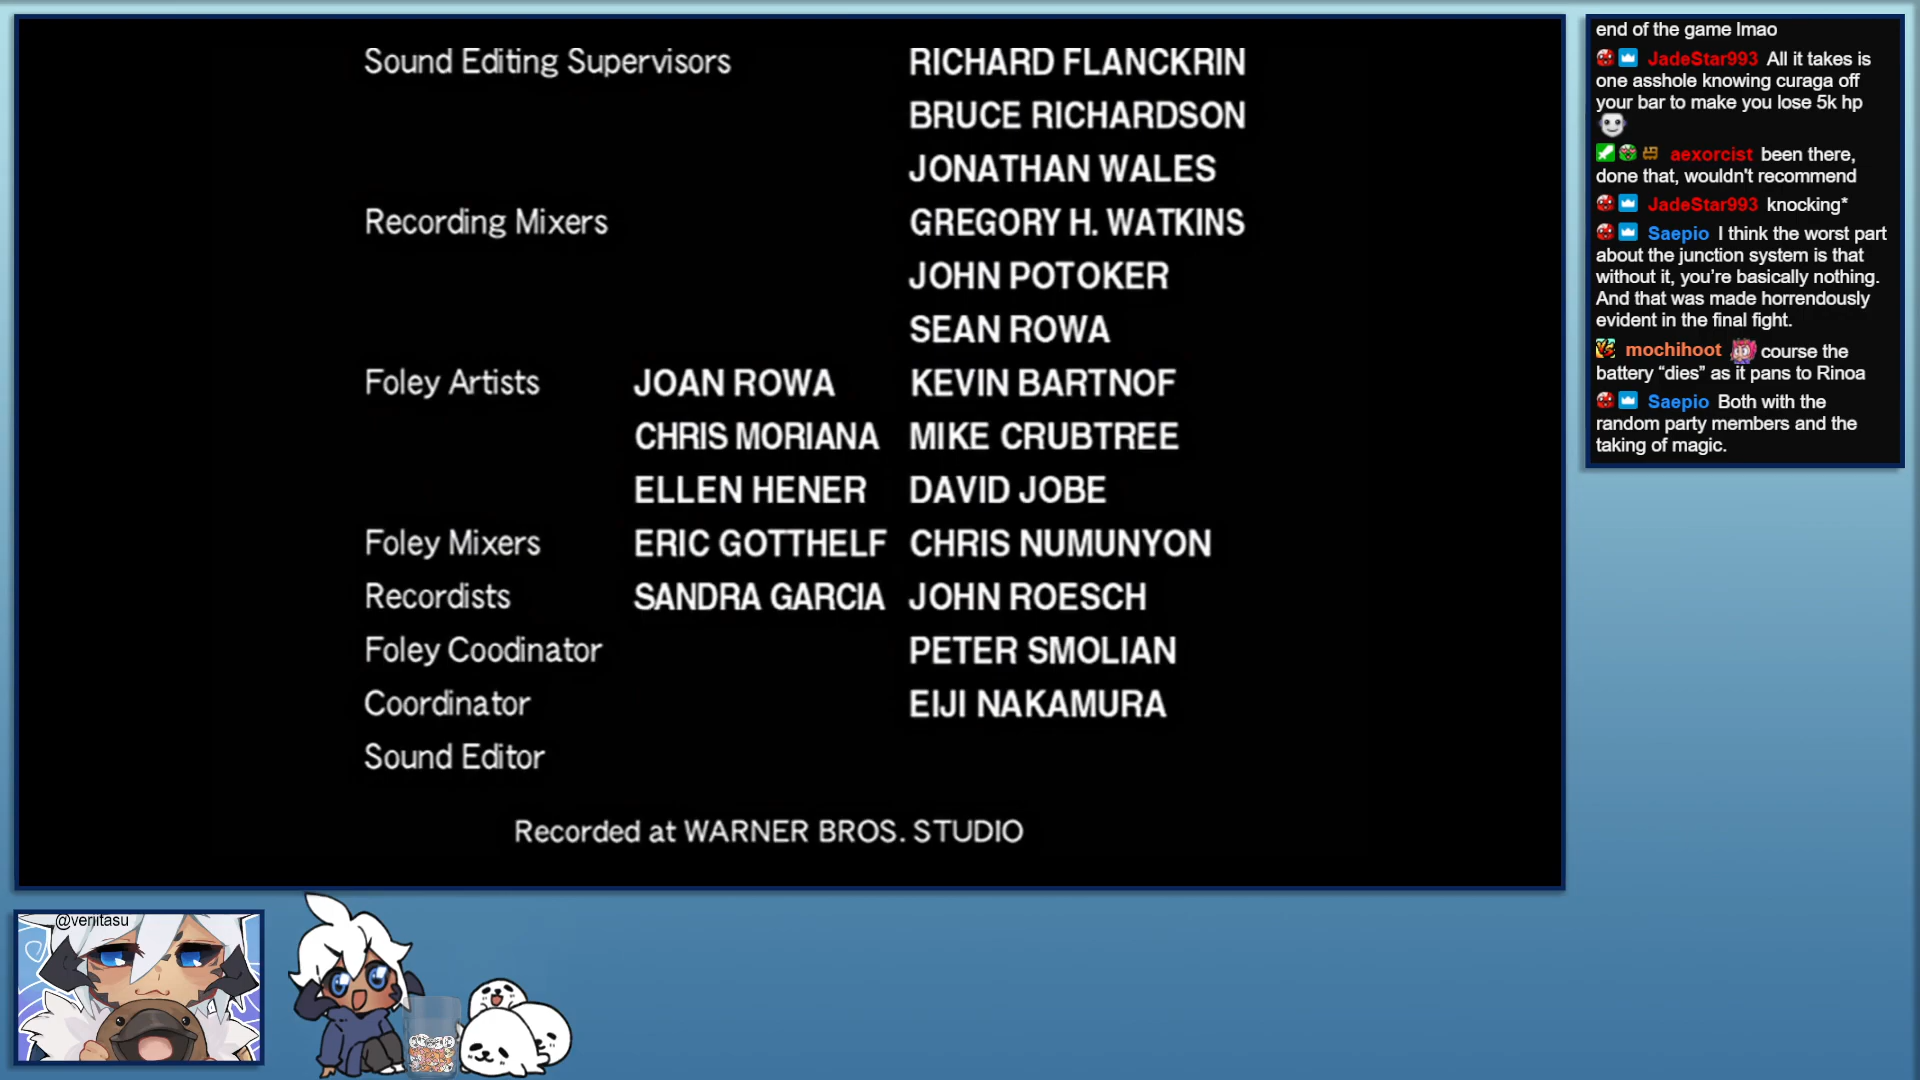 Sound Editing Supervisors RICHARD FLANCKRIN
BRUCE RICHARDSON
JONATHAN WALES
Recording Mixers GREGORY H. WATKINS
JOHN POTOKER
SEAN ROWA
Foley Artists JOAN ROWA KEVIN BARTNOF
CHRIS MORIANA MIKE CRUBTREE
ELLEN HENER DAVID JOBE
Foley Mixers ERIC GOTTHELF CHRIS NUMUNYON
Recordists SANDRA GARCIA JOHN ROESCH
Foley Coodinator PETER SMOLIAN
Coordinator EIJI NAKAMURA
Sound Editor
Recorded at WARNER BROS. STUDIO
end of the game lmao
JadeStar993 All it takes is
one asshole knowing curaga off
your bar to make you lose 5k hp
aexorcist been there,
done that, wouldn't recommend
JadeStar993 knocking*
Saepio I think the worst part
about the junction system is that
without it, you’re basically nothing.
And that was made horrendously
evident in the final fight.
mochihoot course the
battery “dies” as it pans to Rinoa
Saepio Both with the
random party members and the
taking of magic.
@veriitasu